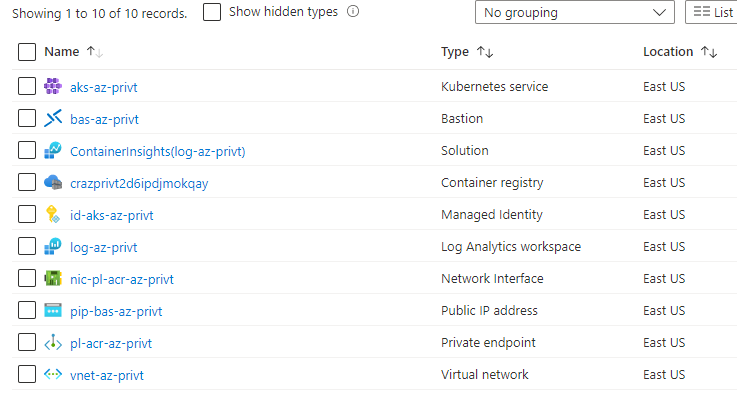 Showing 1 to 10 of 10 records. Show hidden types No grouping List
Name Type Location
aks-az-privt Kubernetes service East US
bas-az-privt Bastion East US
ContainerInsights(log-az-privt) Solution East US
crazprivt2d6ipdjmokqay Container registry East US
id-aks-az-privt Managed Identity East US
log-az-privt Log Analytics workspace East US
nic-pl-acr-az-privt Network Interface East US
pip-bas-az-privt Public IP address East US
pl-acr-az-privt Private endpoint East US
vnet-az-privt Virtual network East US